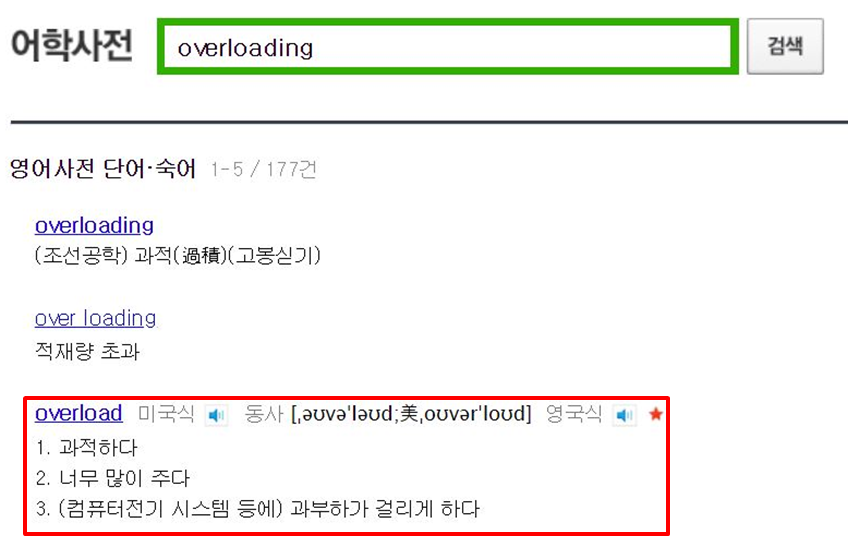 어학사전 overloading 검색
영어사전 단어·숙어 1-5 / 177건
overloading
(조선공학) 과적(過積)(고봉싣기)
over loading
적재량 초과
overload 미국식 동사 [ˌəʊvəˈləʊd;美ˌoʊvərˈloʊd] 영국식
1. 과적하다
2. 너무 많이 주다
3. (컴퓨터전기 시스템 등에) 과부하가 걸리게 하다